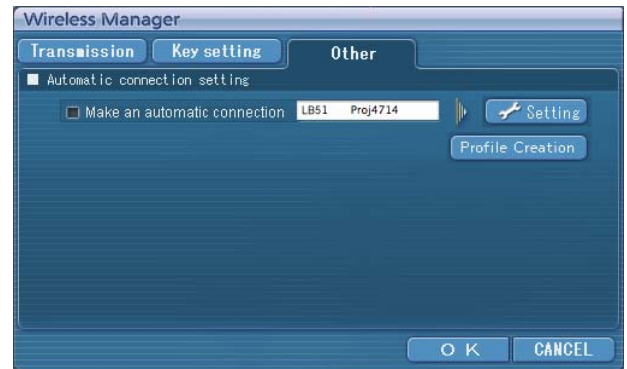 Wireless Manager
Transmission Key setting Other
Automatic connection setting
Make an automatic connection LB51 Proj4714 Setting
Profile Creation
O K CANCEL